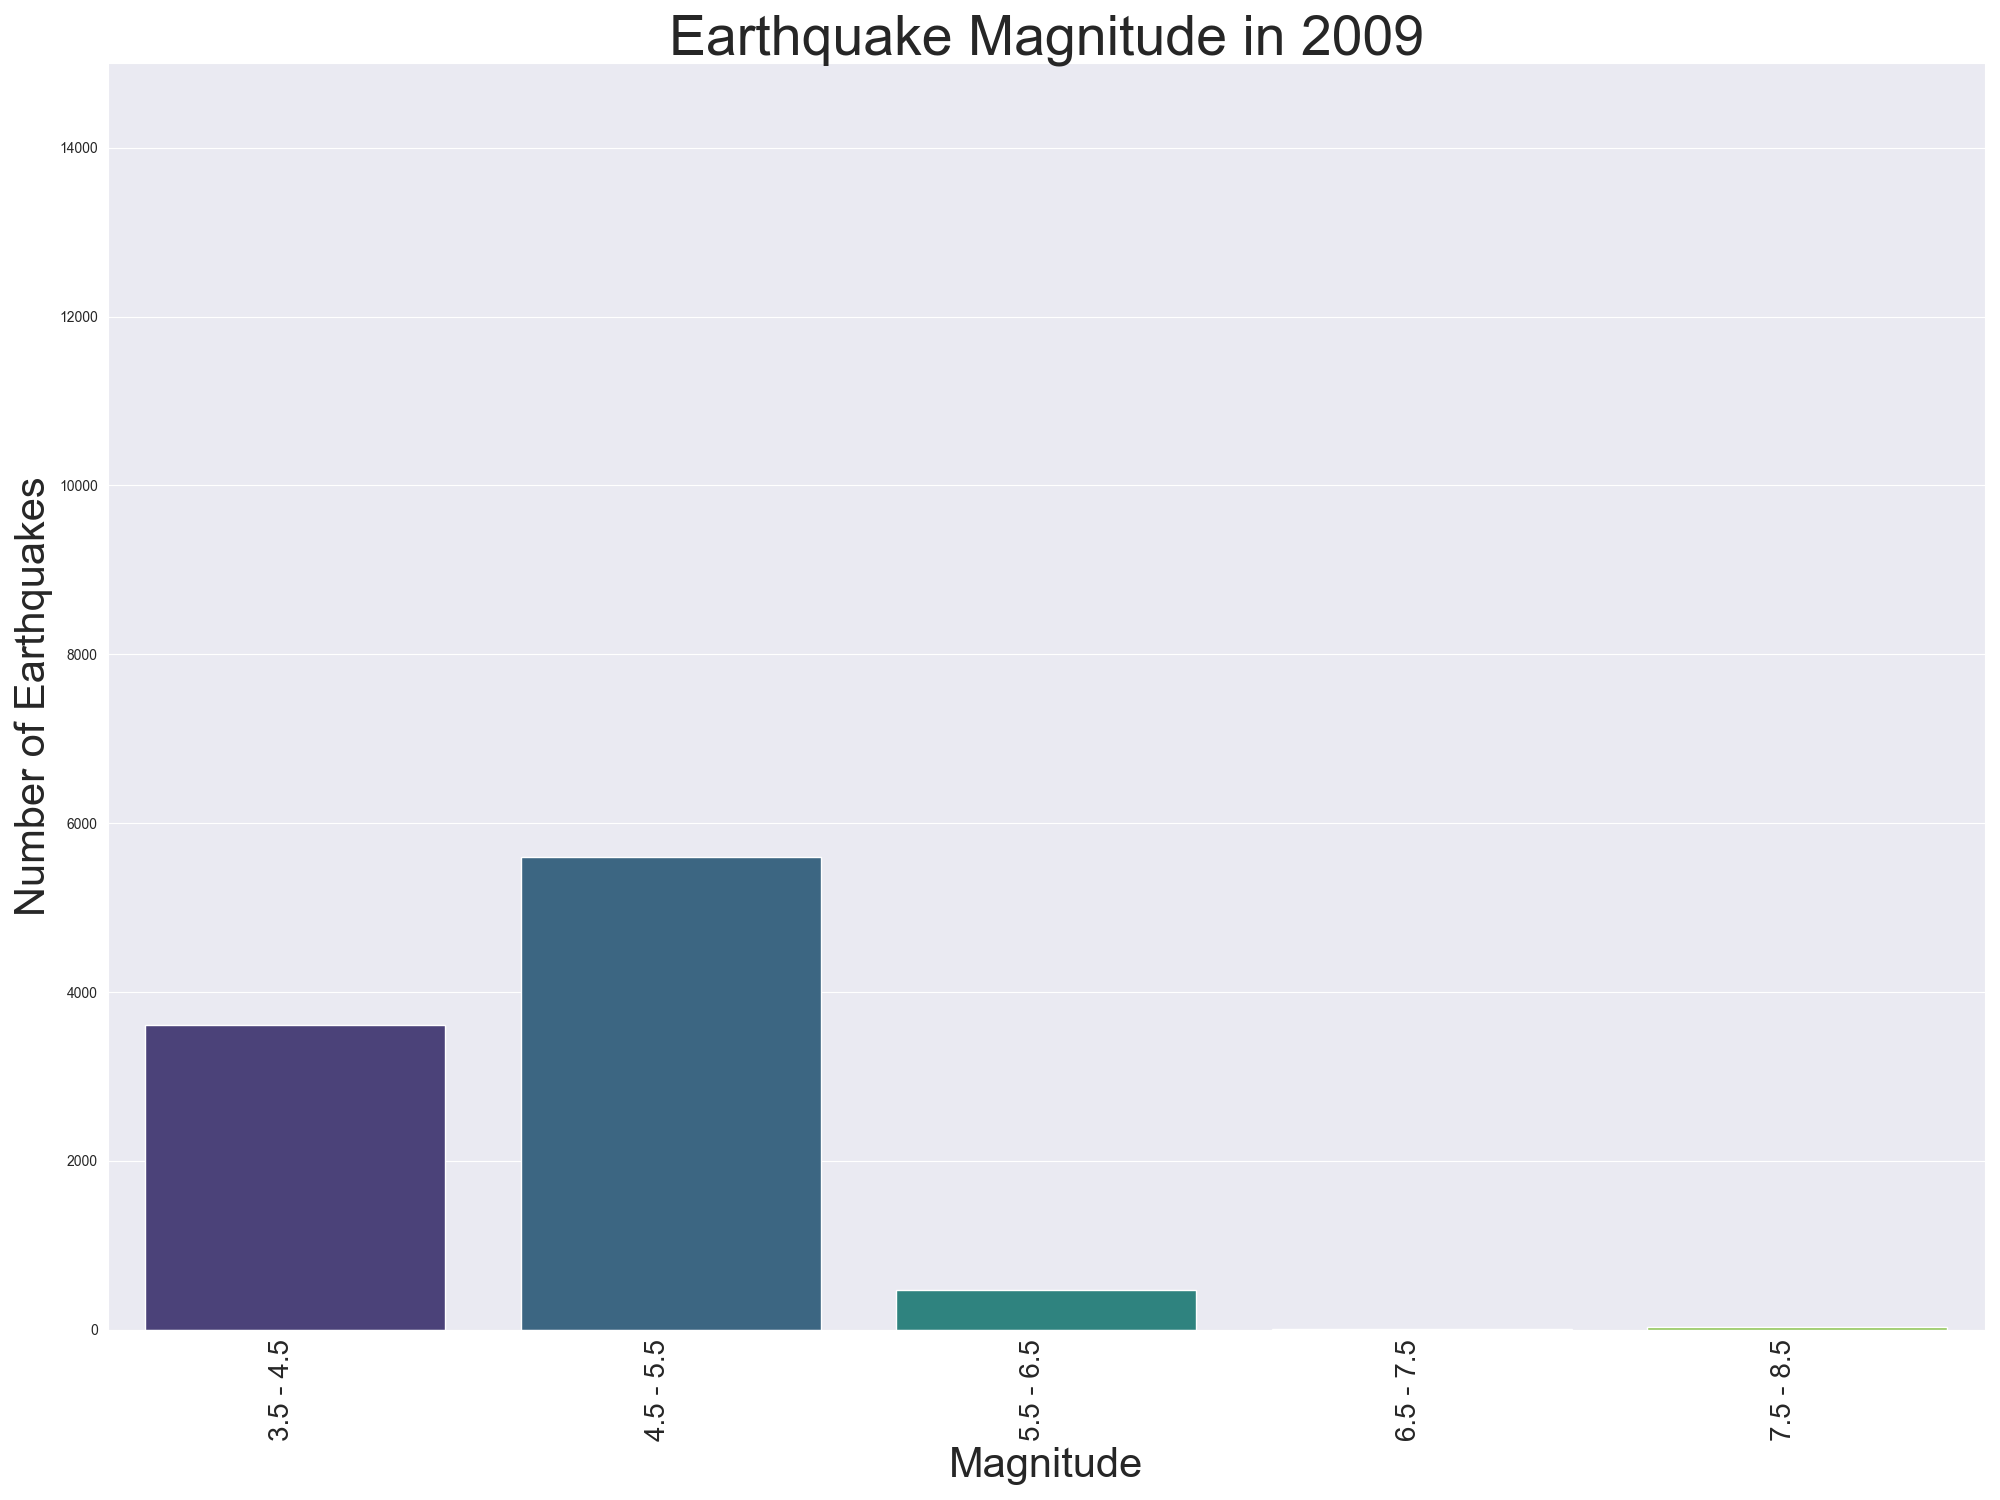 Earthquake Magnitude in 2009
14000
12000
10000
8000
6000
4000
2000
0
Number of Earthquakes
3.5 - 4.5
4.5 - 5.5
5.5 - 6.5
6.5 - 7.5
7.5 - 8.5
Magnitude